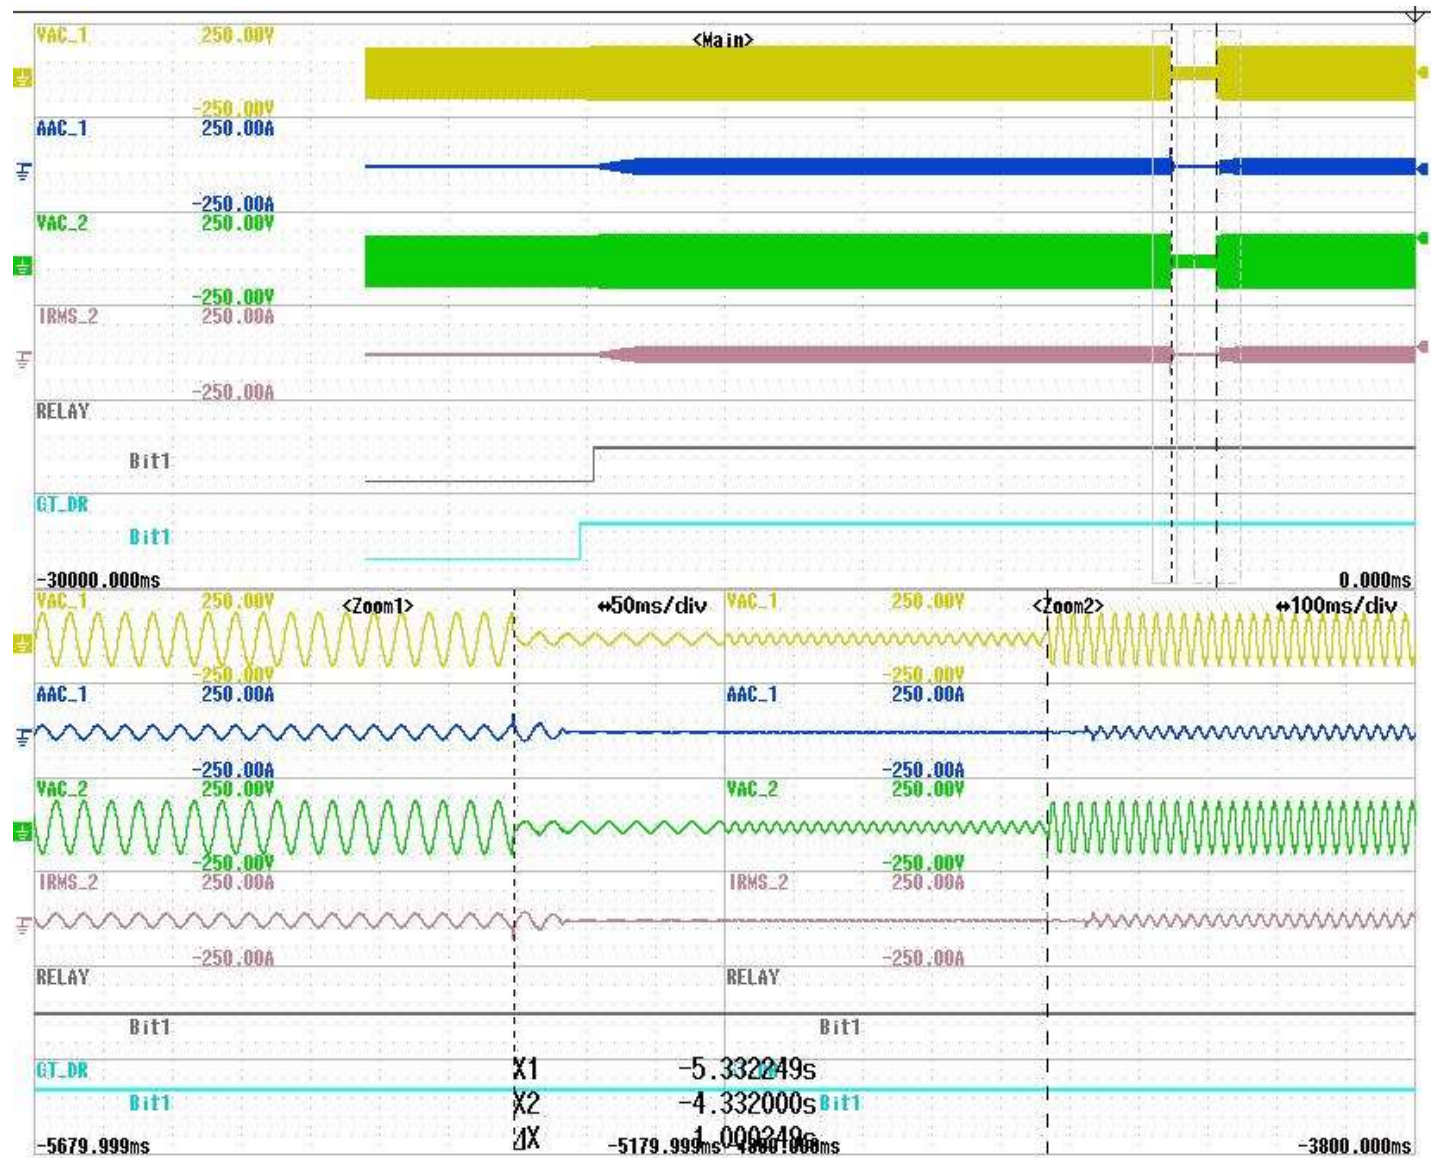 VAC_1 250.00V <Main>
-250.00V
AAC_1 250.00A
-250.00A
VAC_2 250.00V
-250.00V
IRMS_2 250.00A
-250.00A
RELAY
Bit1
GT_DR
Bit1
-30000.000ms 0.000ms
VAC_1 250.00V <Zoom1> ↔50ms/div VAC_1 250.00V <Zoom2> ↔100ms/div
-250.00V -250.00V
AAC_1 250.00A AAC_1 250.00A
-250.00A -250.00A
VAC_2 250.00V VAC_2 250.00V
-250.00V -250.00V
IRMS_2 250.00A IRMS_2 250.00A
-250.00A -250.00A
RELAY RELAY
Bit1 Bit1
GT_DR X1 -5.332249s
Bit1 X2 -4.332000s Bit1
ΔX 1.000249s
-5679.999ms -5179.999ms -3800.000ms